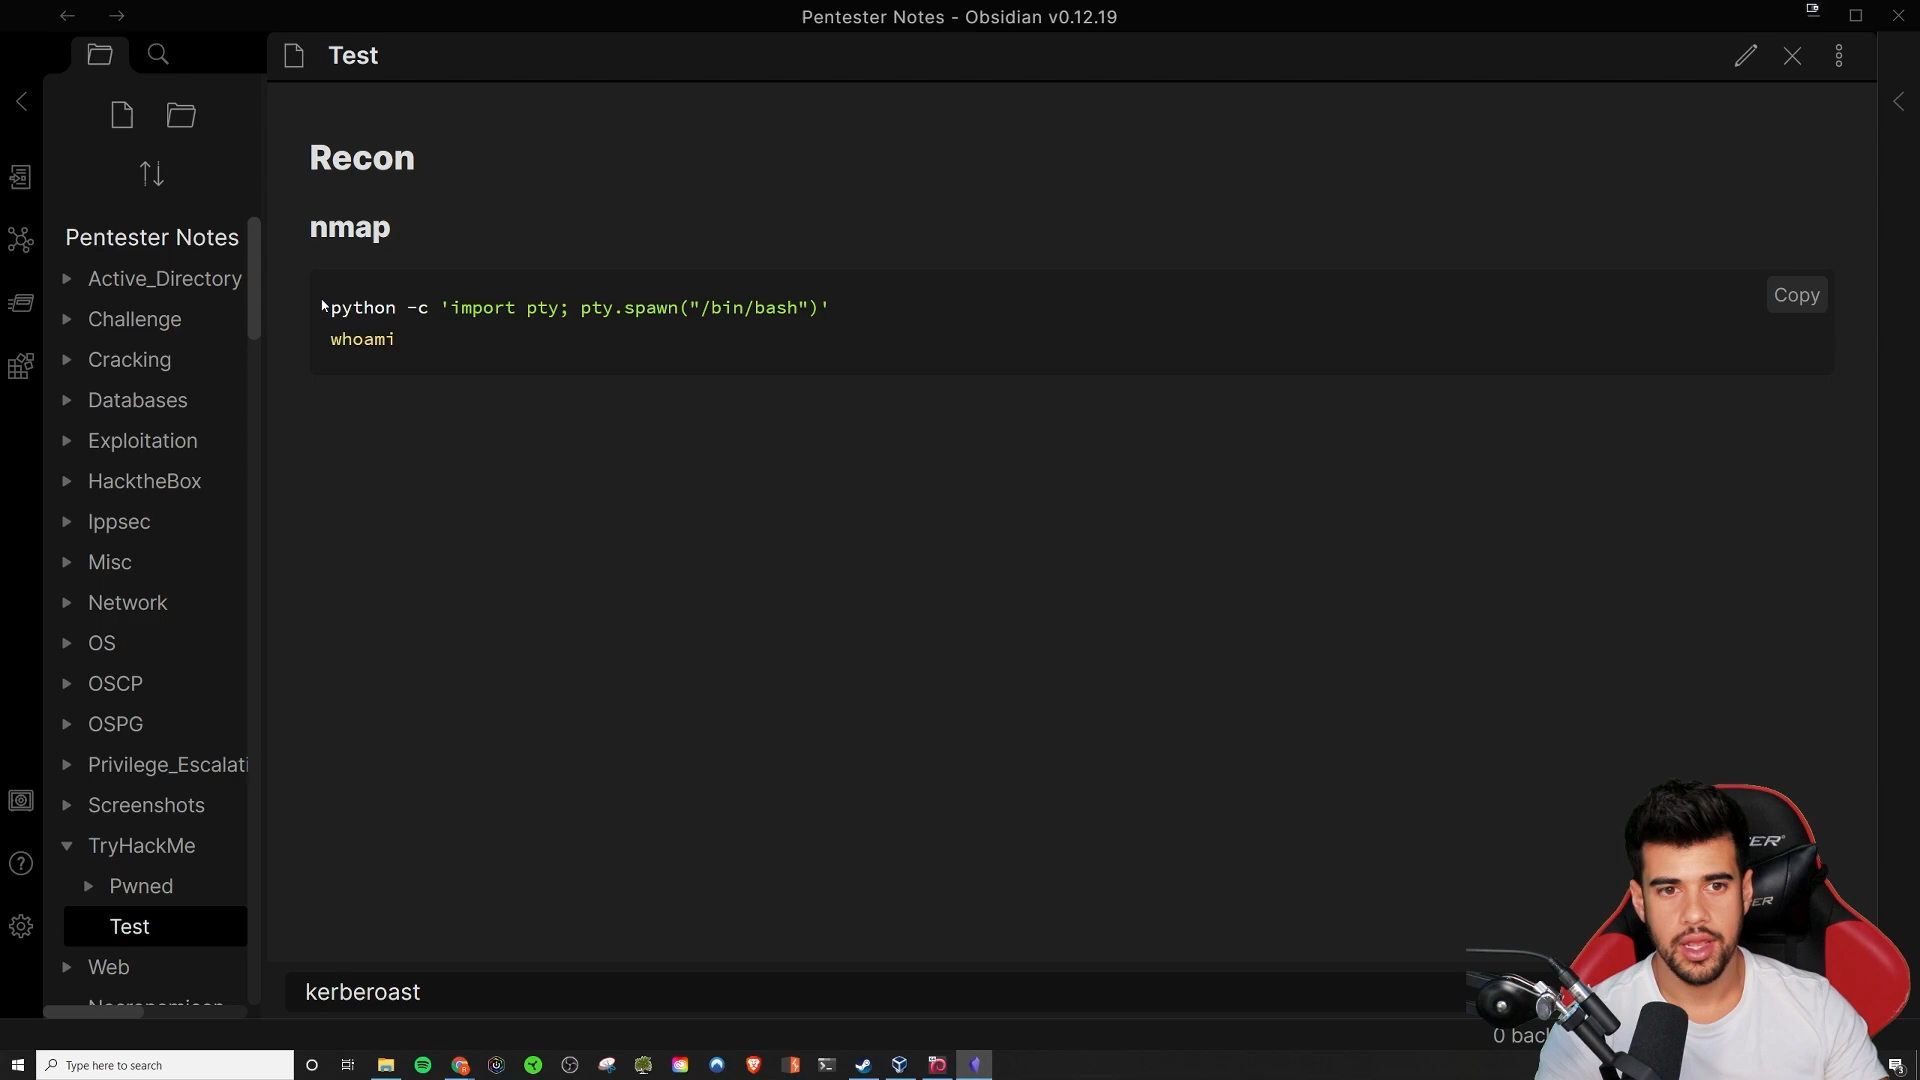 Pentester Notes - Obsidian v0.12.19
Test
Recon
nmap
Copy
python -c 'import pty; pty.spawn("/bin/bash")'
whoami
Pentester Notes
Active_Directory
Challenge
Cracking
Databases
Exploitation
HacktheBox
Ippsec
Misc
Network
OS
OSCP
OSPG
Privilege_Escalati
Screenshots
TryHackMe
Pwned
Test
Web
kerberoast
0 bac
Type here to search